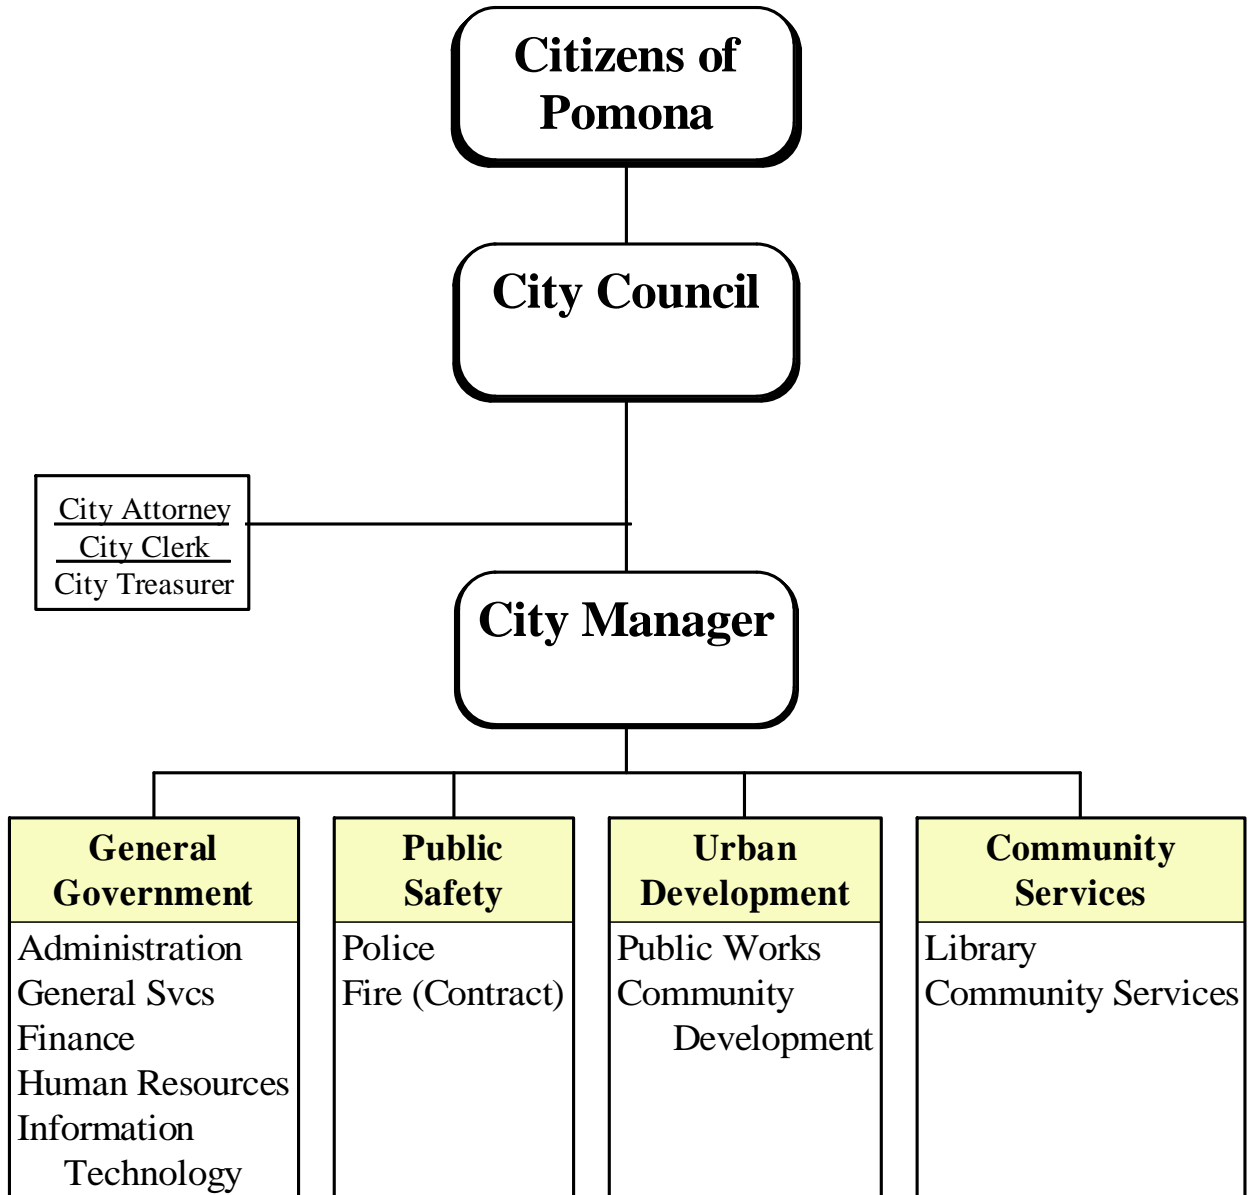 Citizens of
Pomona
City Council
City Attorney
City Clerk
City Treasurer
City Manager
General
Government
Administration
General Svcs
Finance
Human Resources
Information
Technology
Public
Safety
Police
Fire (Contract)
Urban
Development
Public Works
Community
Development
Community
Services
Library
Community Services